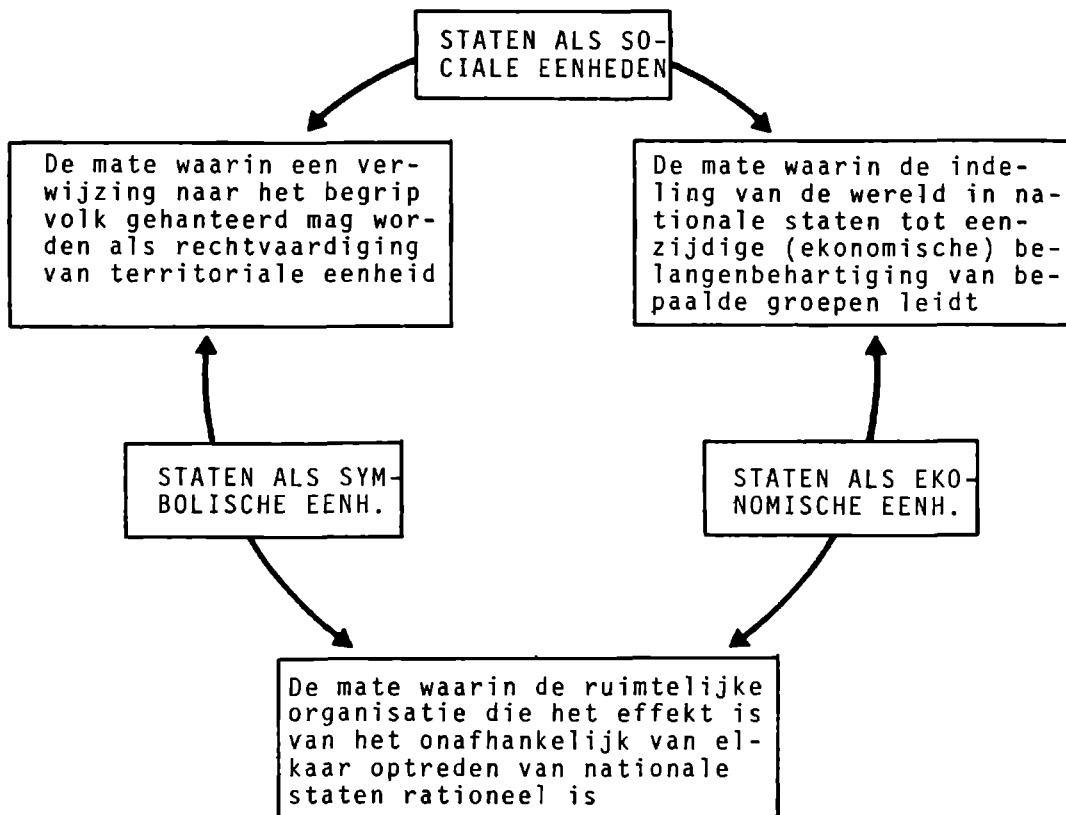 STATEN ALS SO-
CIALE EENHEDEN
De mate waarin een ver-
wijzing naar het begrip
volk gehanteerd mag wor-
den als rechtvaardiging
van territoriale eenheid
De mate waarin de inde-
ling van de wereld in na-
tionale staten tot een-
zijdige (ekonomische) be-
langenbehartiging van be-
paalde groepen leidt
STATEN ALS SYM-
BOLISCHE EENH.
STATEN ALS EKO-
NOMISCHE EENH.
De mate waarin de ruimtelijke
organisatie die het effekt is
van het onafhankelijk van el-
kaar optreden van nationale
staten rationeel is